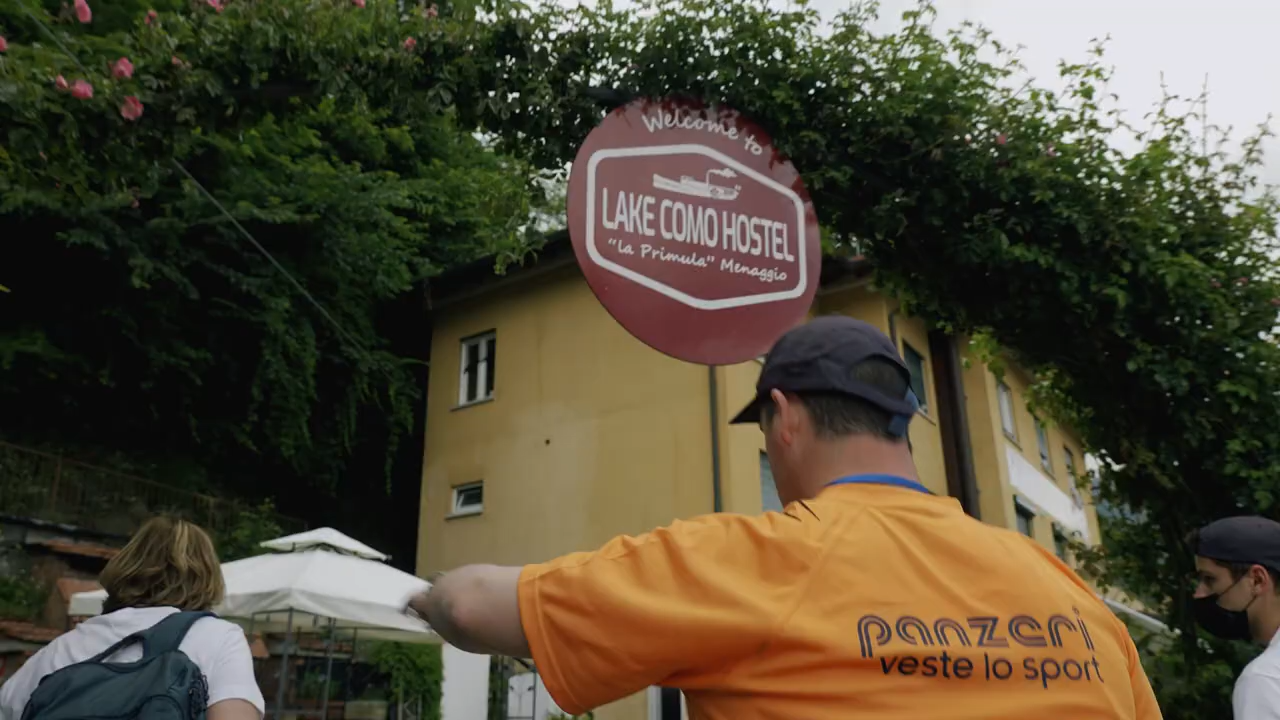 Welcome to
LAKE COMO HOSTEL
"la Primula" Menaggio
panzeri
veste lo sport